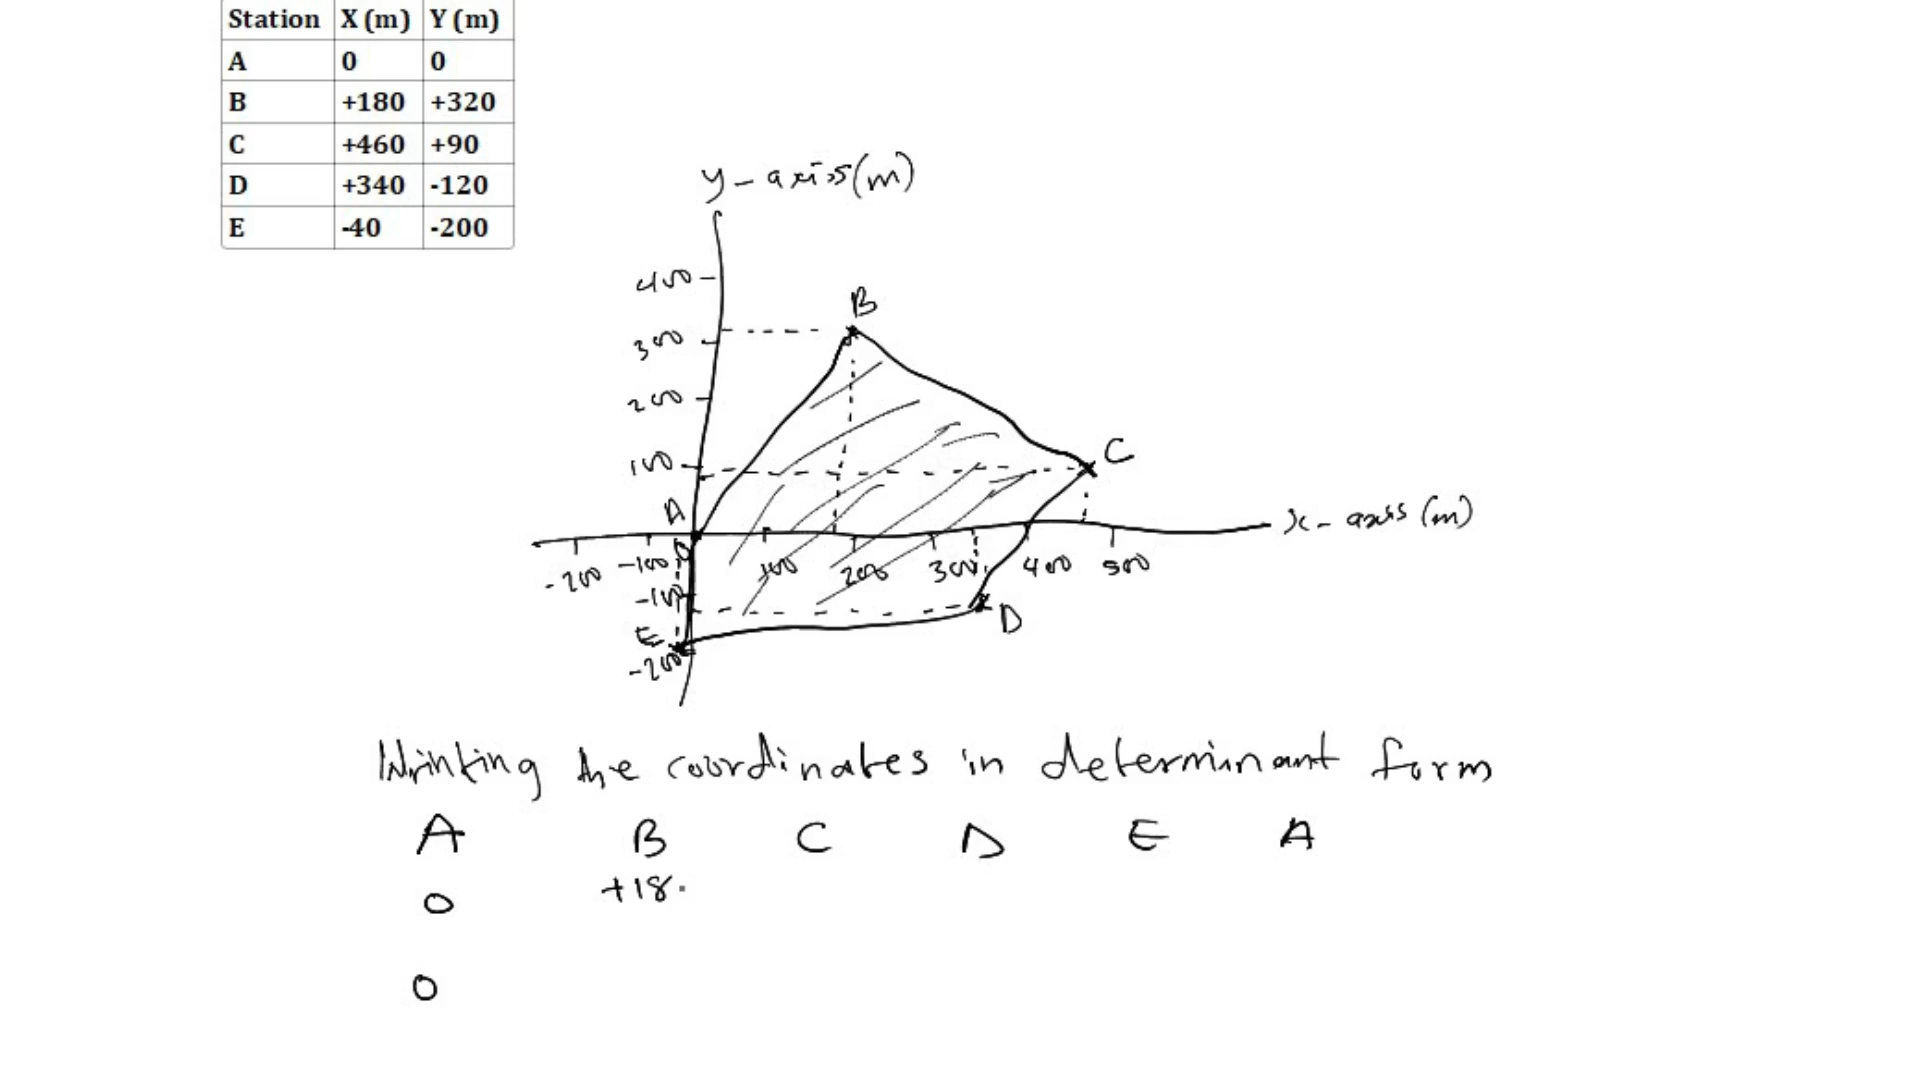 Station X (m) Y (m)
A 0 0
B +180 +320
C +460 +90
D +340 -120
E -40 -200
y-axis(m)
400
B
300
200
C
100
A
x-axis (m)
0
-200 -100 100 200 300 400 500
-100
D
E
-200
Writing the coordinates in determinant form
A B C D E A
0 +18
0